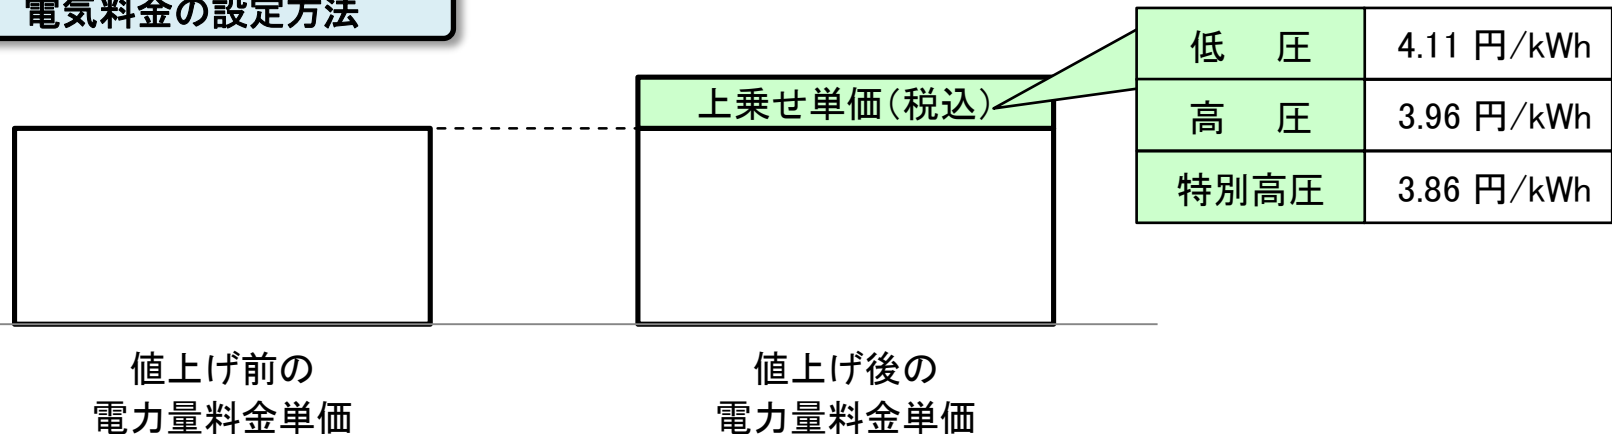 電気料金の設定方法
低　圧 4.11 円/kWh
上乗せ単価(税込)
高　圧 3.96 円/kWh
特別高圧 3.86 円/kWh
値上げ前の
電力量料金単価
値上げ後の
電力量料金単価